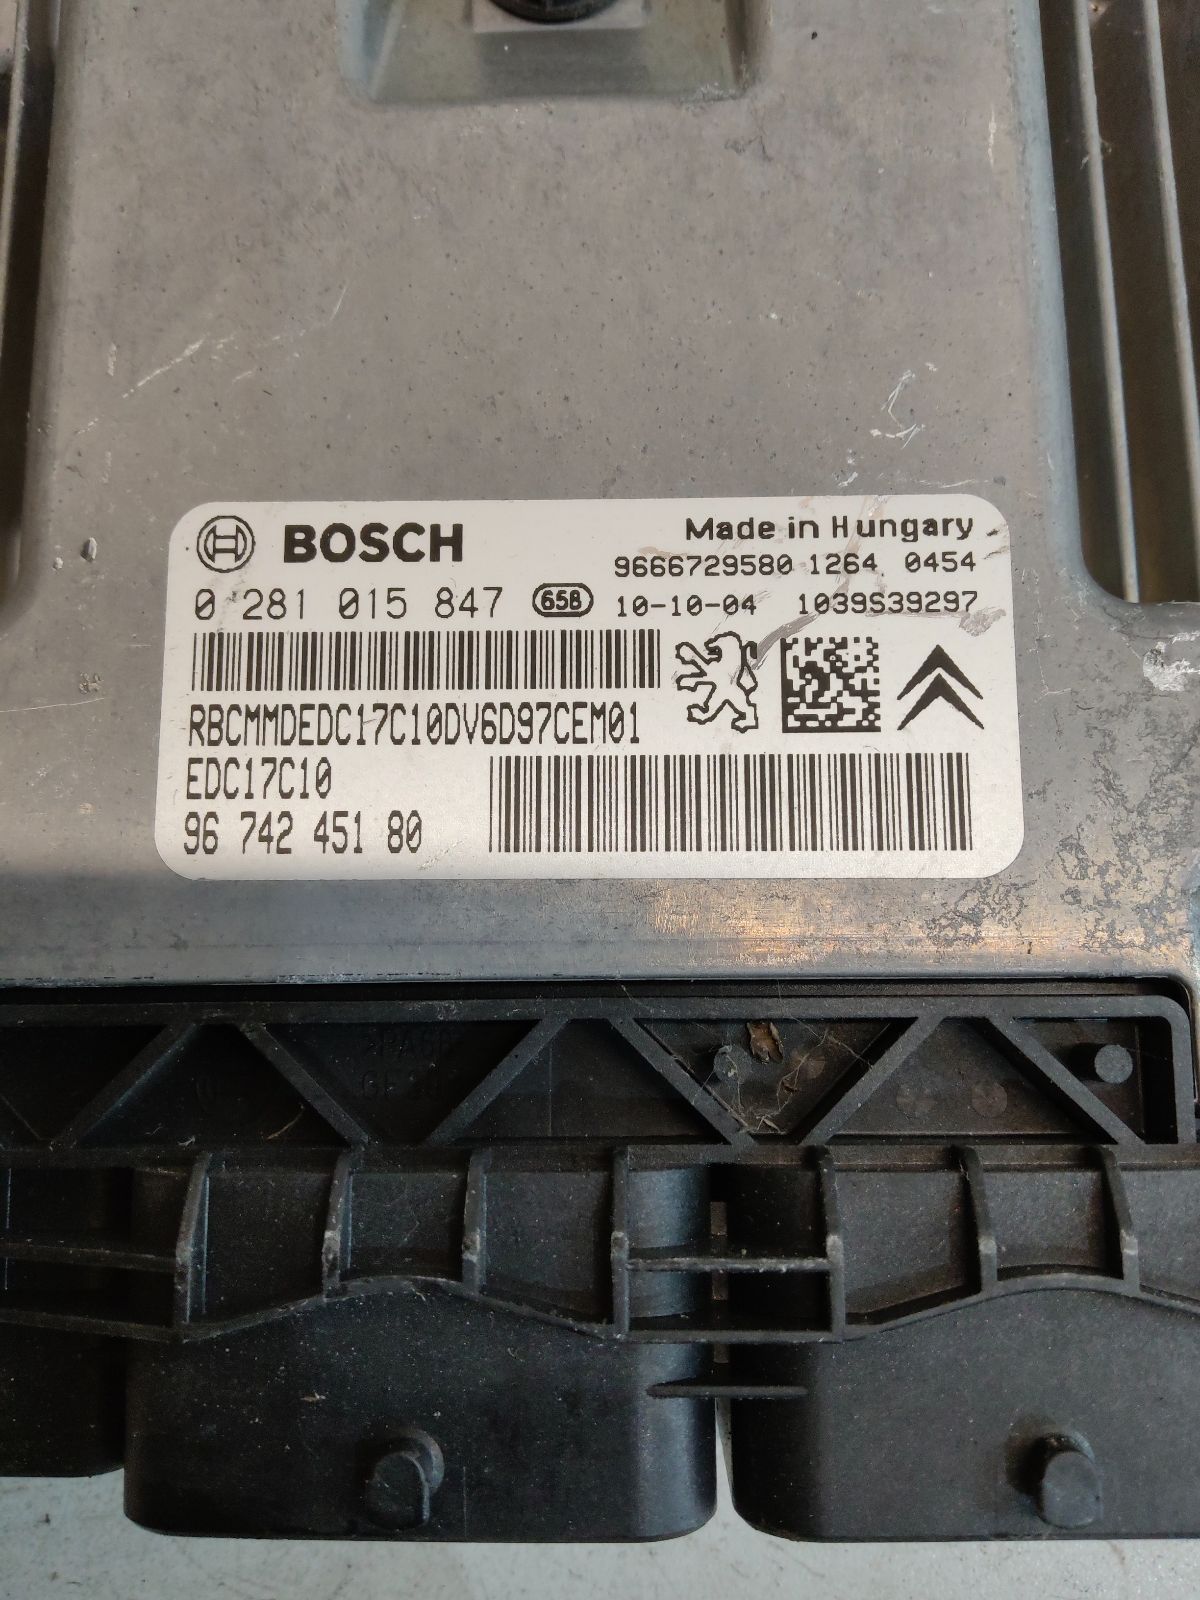 BOSCH
Made in Hungary
9666729580 1264 0454
0 281 015 847 658 10-10-04 1039S39297
RBCMMDEDC17C10DV6D97CEM01
EDC17C10
96 742 451 80